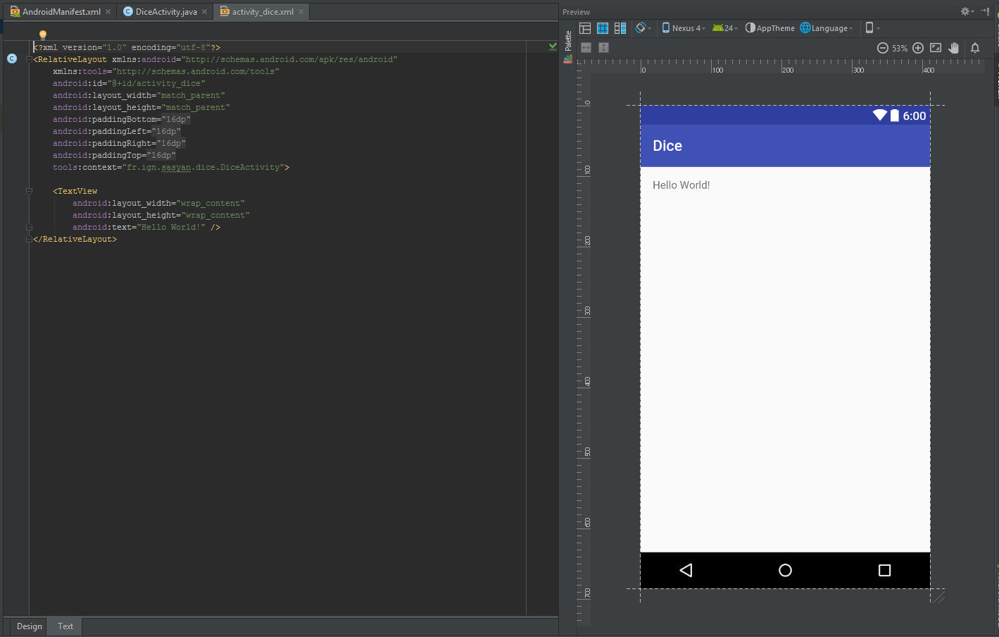 AndroidManifest.xml
DiceActivity.java
activity_dice.xml
<?xml version="1.0" encoding="utf-8"?>
<RelativeLayout xmlns:android="http://schemas.android.com/apk/res/android"
    xmlns:tools="http://schemas.android.com/tools"
    android:id="@+id/activity_dice"
    android:layout_width="match_parent"
    android:layout_height="match_parent"
    android:paddingBottom="16dp"
    android:paddingLeft="16dp"
    android:paddingRight="16dp"
    android:paddingTop="16dp"
    tools:context="fr.ign.sasyan.dice.DiceActivity">
    <TextView
        android:layout_width="wrap_content"
        android:layout_height="wrap_content"
        android:text="Hello World!" />
</RelativeLayout>
Design
Text
Preview
Palette
Nexus 4
24
AppTheme
Language
53%
0 100 200 300 400
0
100
200
300
400
500
600
700
6:00
Dice
Hello World!
C
C